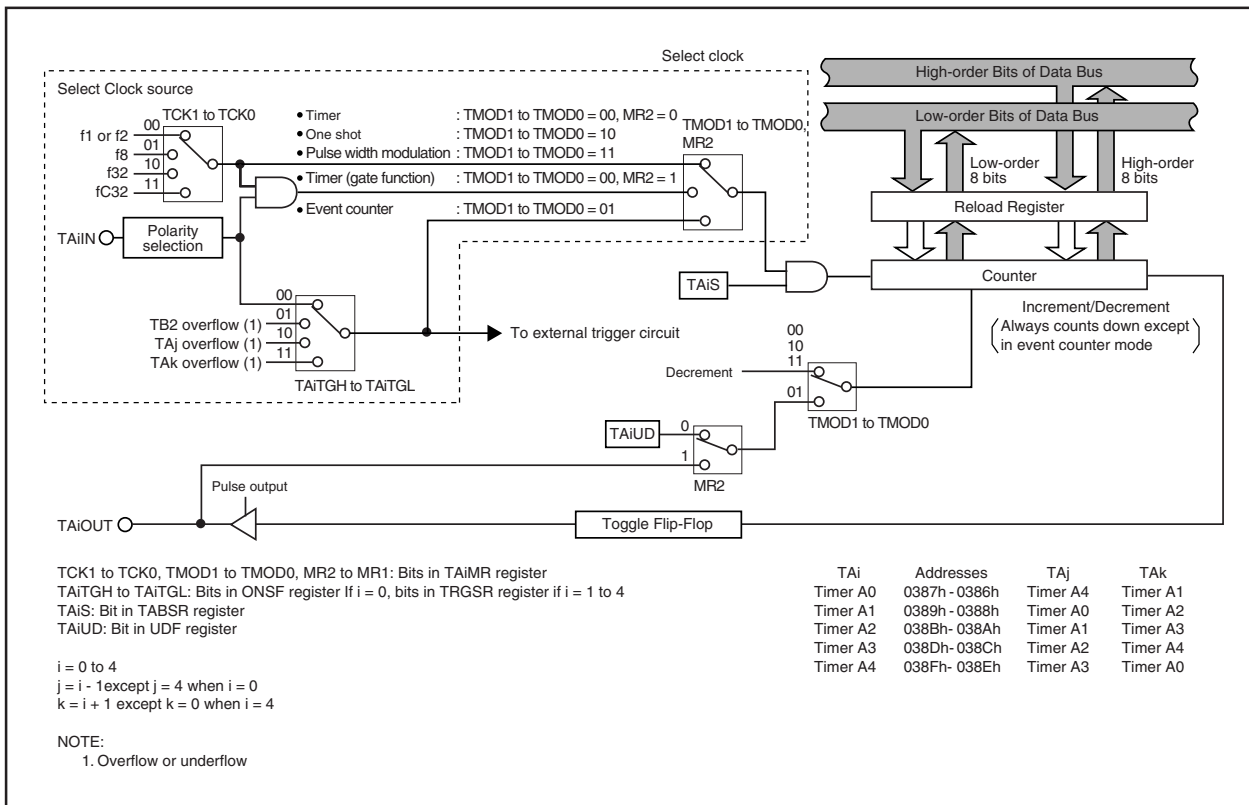 Select clock
Select Clock source
TCK1 to TCK0
00
f1 or f2
01
f8
10
f32
11
fC32
• Timer : TMOD1 to TMOD0 = 00, MR2 = 0
• One shot : TMOD1 to TMOD0 = 10
• Pulse width modulation : TMOD1 to TMOD0 = 11
• Timer (gate function) : TMOD1 to TMOD0 = 00, MR2 = 1
• Event counter : TMOD1 to TMOD0 = 01
TMOD1 to TMOD0,
MR2
High-order Bits of Data Bus
Low-order Bits of Data Bus
Low-order
8 bits
High-order
8 bits
Reload Register
TAiIN
Polarity
selection
TAiS
Counter
Increment/Decrement
(Always counts down except
in event counter mode)
00
TB2 overflow (1)
01
TAj overflow (1)
10
TAk overflow (1)
11
TAiTGH to TAiTGL
To external trigger circuit
00
10
11
Decrement
01
TMOD1 to TMOD0
TAiUD
0
1
MR2
Pulse output
TAiOUT
Toggle Flip-Flop
TCK1 to TCK0, TMOD1 to TMOD0, MR2 to MR1: Bits in TAiMR register
TAiTGH to TAiTGL: Bits in ONSF register If i = 0, bits in TRGSR register if i = 1 to 4
TAiS: Bit in TABSR register
TAiUD: Bit in UDF register
i = 0 to 4
j = i - 1except j = 4 when i = 0
k = i + 1 except k = 0 when i = 4
NOTE:
1. Overflow or underflow
TAi Addresses TAj TAk
Timer A0 0387h - 0386h Timer A4 Timer A1
Timer A1 0389h - 0388h Timer A0 Timer A2
Timer A2 038Bh- 038Ah Timer A1 Timer A3
Timer A3 038Dh- 038Ch Timer A2 Timer A4
Timer A4 038Fh- 038Eh Timer A3 Timer A0